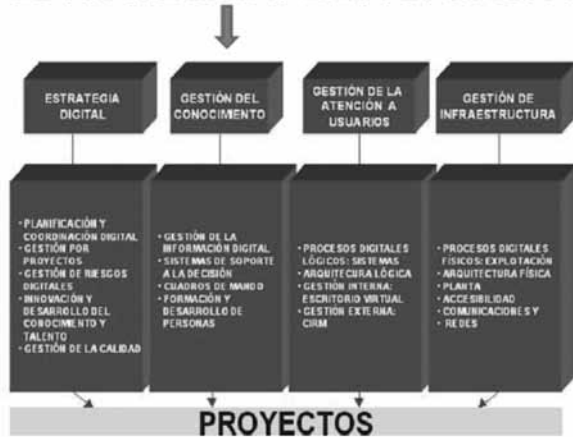 ESTRATEGIA
DIGITAL
GESTIÓN DEL
CONOCIMIENTO
GESTIÓN DE LA
ATENCIÓN A
USUARIOS
GESTIÓN DE
INFRAESTRUCTURA
• PLANIFICACIÓN Y
COORDINACIÓN DIGITAL
• GESTIÓN POR
PROYECTOS
• GESTIÓN DE RIESGOS
DIGITALES
• INNOVACIÓN Y
DESARROLLO DEL
CONOCIMIENTO Y
TALENTO
• GESTIÓN DE LA CALIDAD
• GESTIÓN DE LA
INFORMACIÓN DIGITAL
• SISTEMAS DE SOPORTE
A LA DECISIÓN
• CUADROS DE MANDO
• FORMACIÓN Y
DESARROLLO DE
PERSONAS
• PROCESOS DIGITALES
LÓGICOS: SISTEMAS
• ARQUITECTURA LÓGICA
• GESTIÓN INTERNA:
ESCRITORIO VIRTUAL
• GESTIÓN EXTERNA:
CIRM
• PROCESOS DIGITALES
FÍSICOS: EXPLOTACIÓN
• ARQUITECTURA FÍSICA
• PLANTA
• ACCESIBILIDAD
• COMUNICACIONES Y
• REDES
PROYECTOS